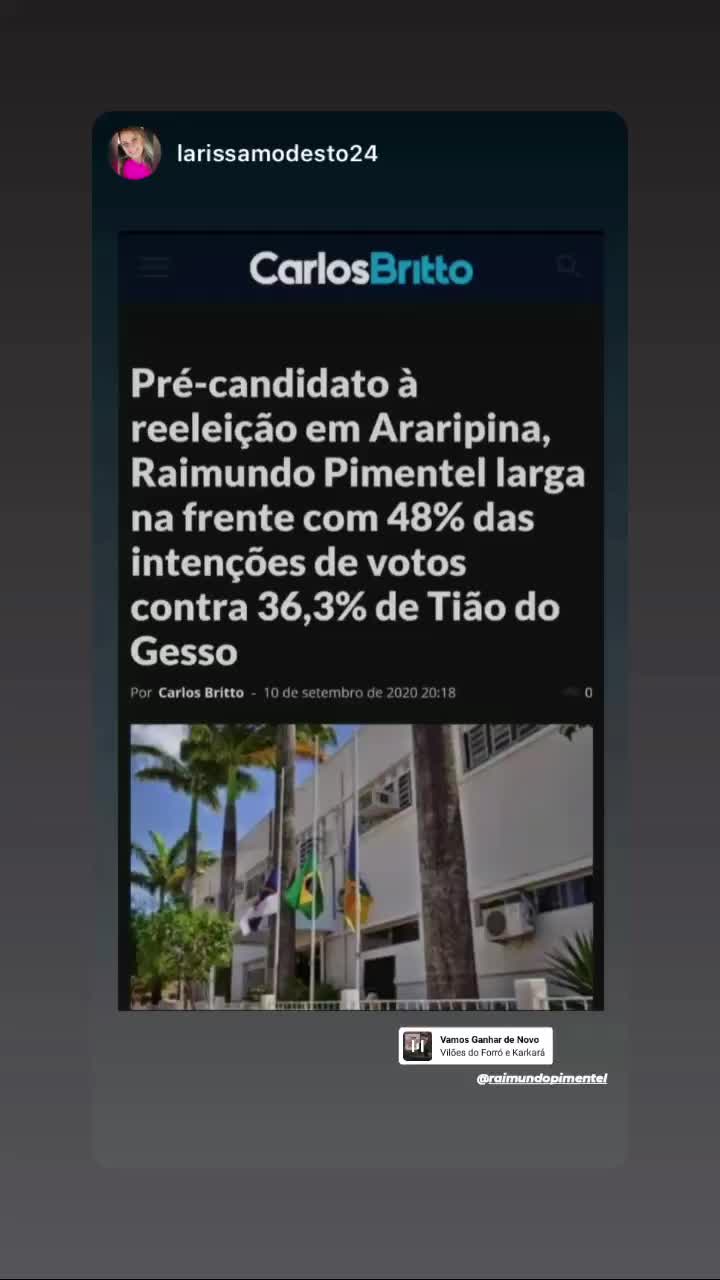 larissamodesto24
CarlosBritto
Pré-candidato à
reeleição em Araripina,
Raimundo Pimentel larga
na frente com 48% das
intenções de votos
contra 36,3% de Tião do
Gesso
Por Carlos Britto - 10 de setembro de 2020 20:18 0
Vamos Ganhar de Novo
Vilões do Forró e Karkará
@raimundopimentel